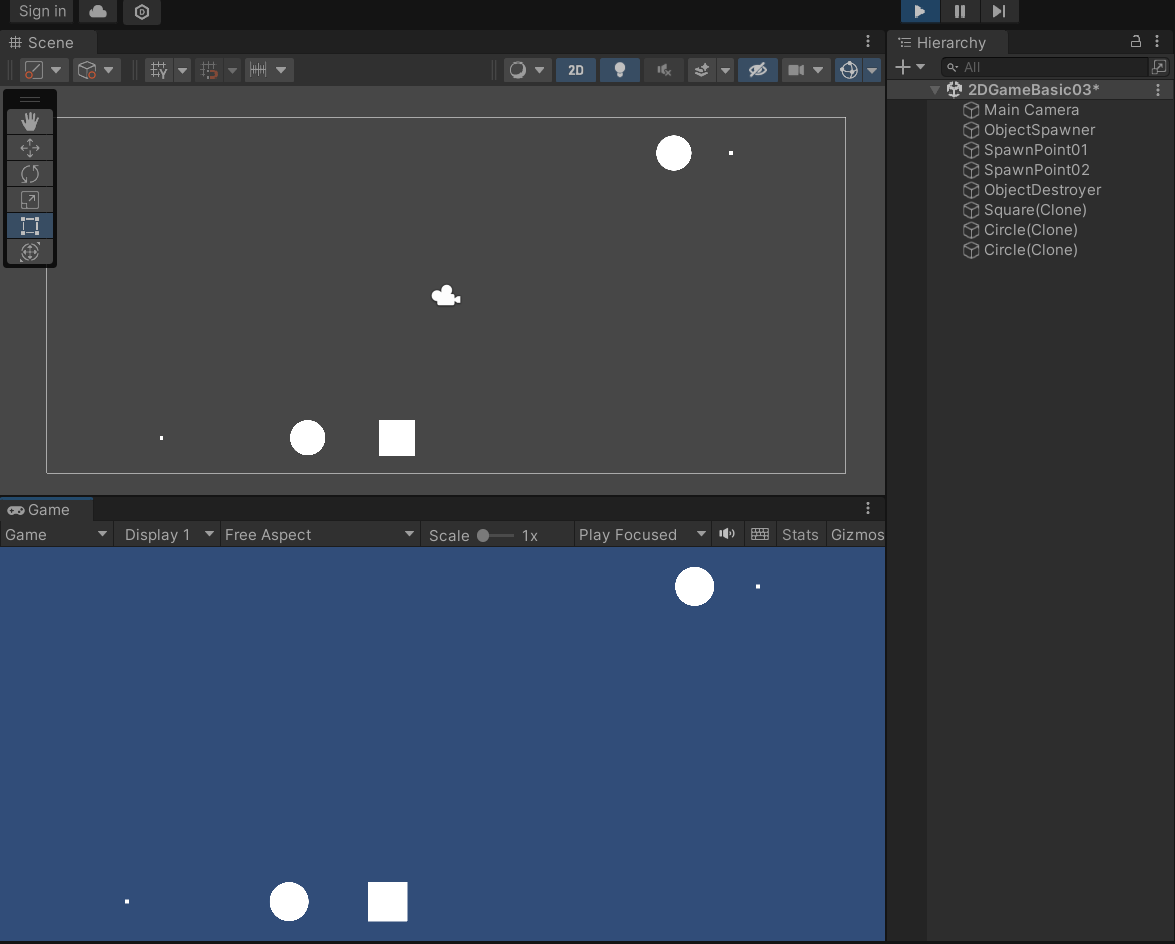 Sign in
Scene
2D
Hierarchy
All
2DGameBasic03*
Main Camera
ObjectSpawner
SpawnPoint01
SpawnPoint02
ObjectDestroyer
Square(Clone)
Circle(Clone)
Circle(Clone)
Game
Game Display 1 Free Aspect Scale 1x Play Focused Stats Gizmos